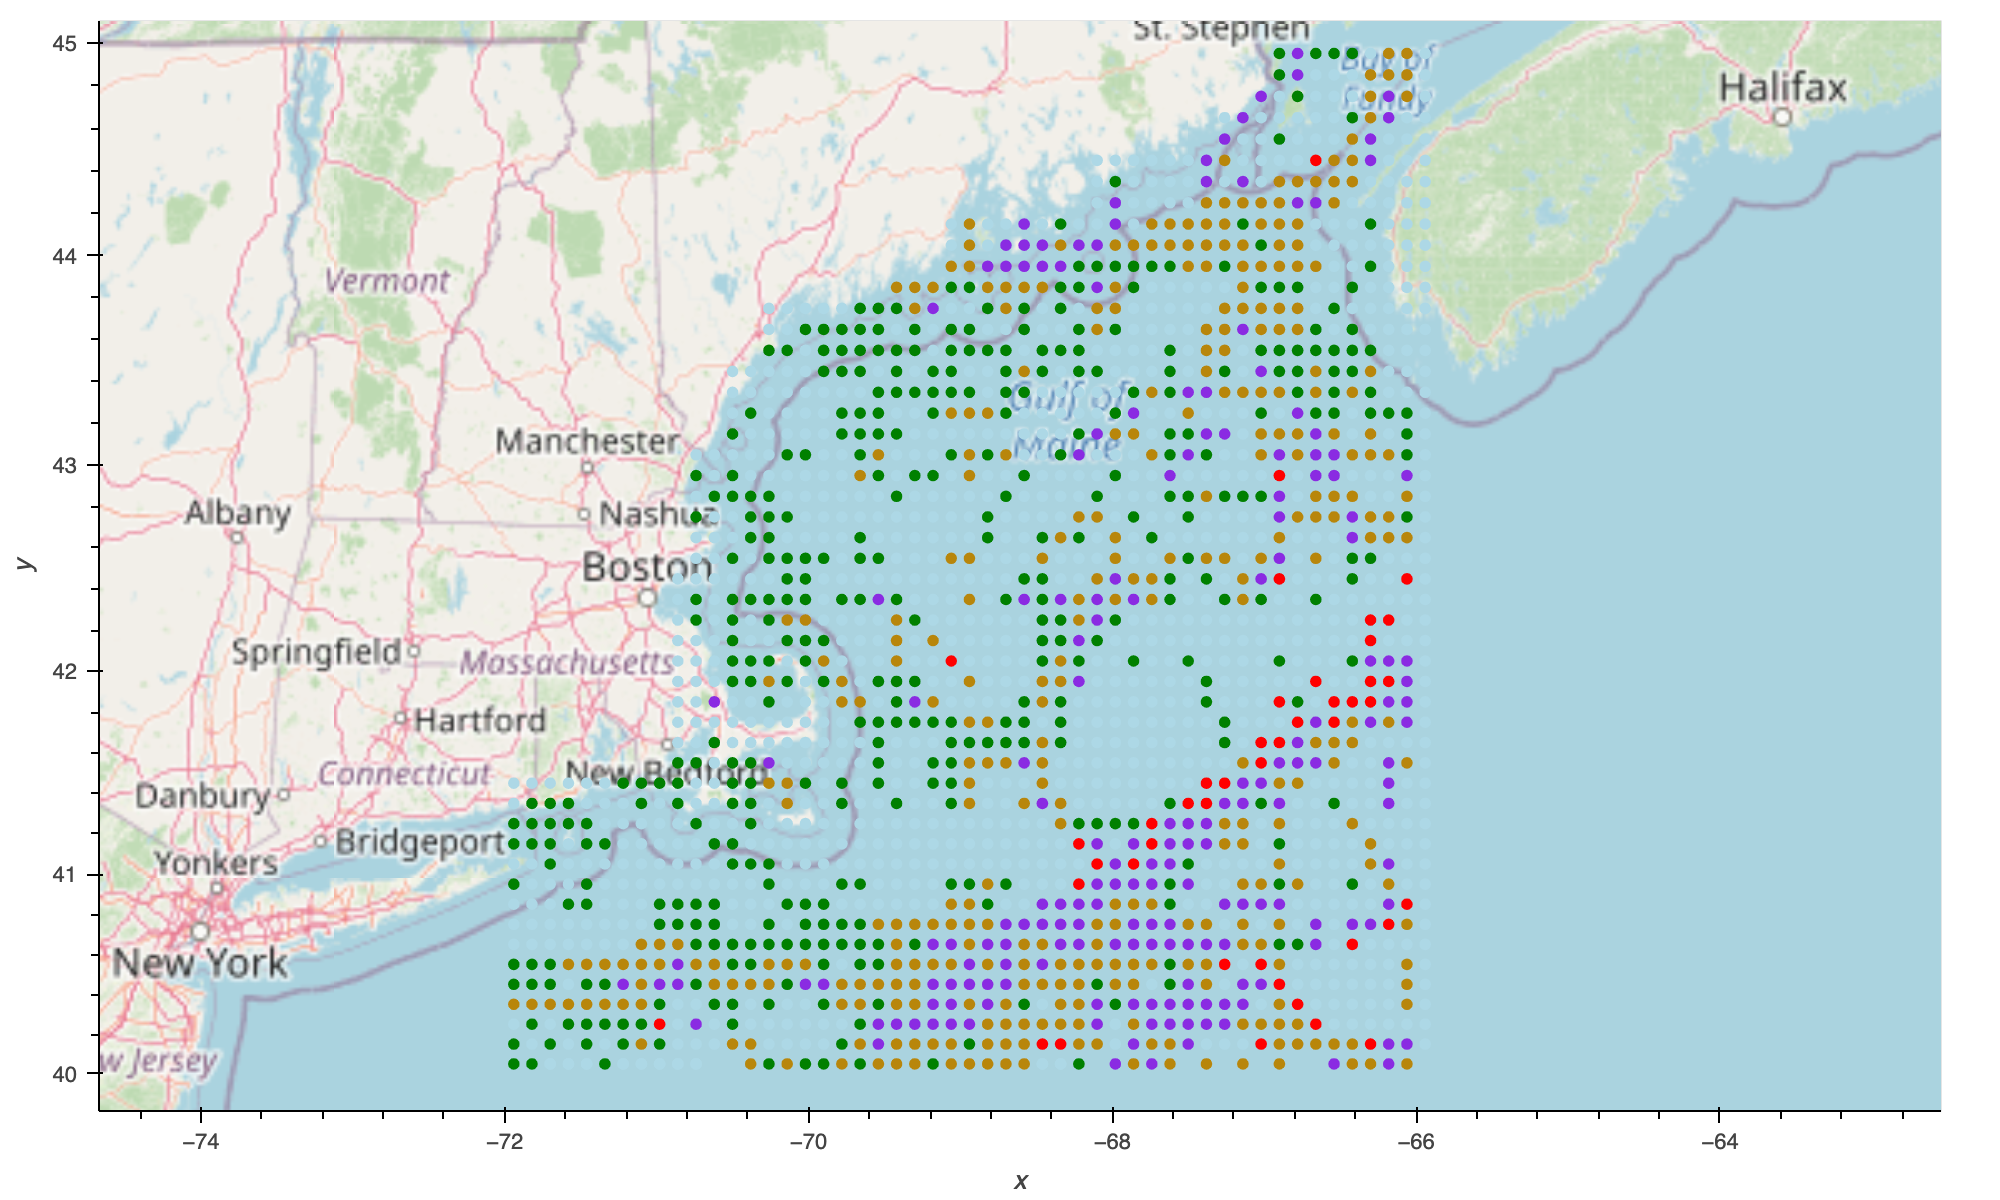 45
44
43
42
41
40
y
St. Stephen
Bay of
Fundy
Halifax
Vermont
Gulf of
Maine
Manchester
Albany
Nashua
Boston
Springfield
Massachusetts
Hartford
Connecticut
New Bedford
Danbury
Bridgeport
Yonkers
New York
w Jersey
−74
−72
−70
−68
−66
−64
x